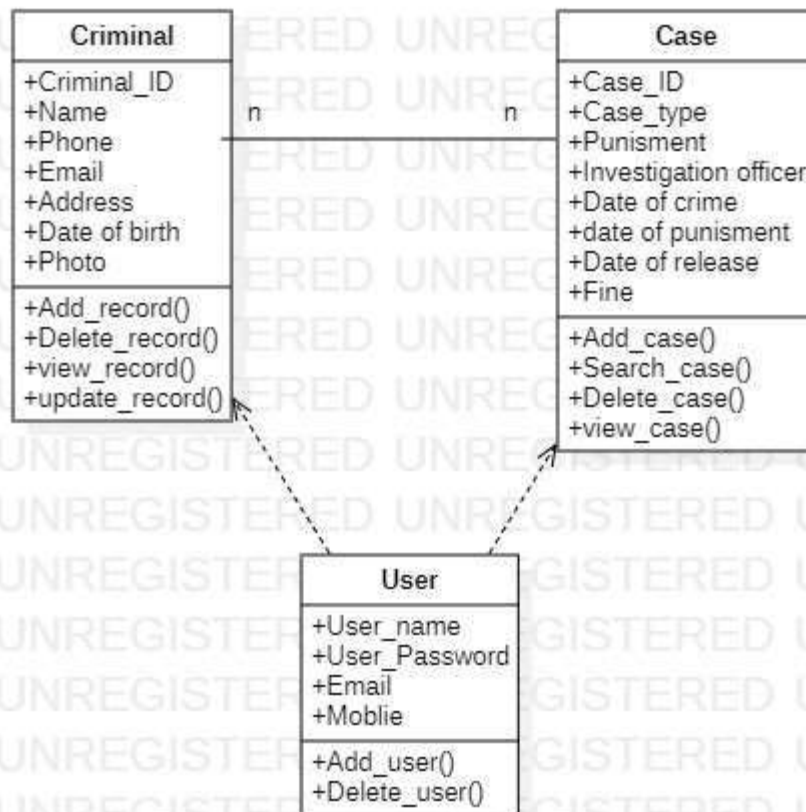 Criminal
+Criminal_ID
+Name
+Phone
+Email
+Address
+Date of birth
+Photo
+Add_record()
+Delete_record()
+view_record()
+update_record()
n
n
Case
+Case_ID
+Case_type
+Punisment
+Investigation officer
+Date of crime
+date of punisment
+Date of release
+Fine
+Add_case()
+Search_case()
+Delete_case()
+view_case()
User
+User_name
+User_Password
+Email
+Moblie
+Add_user()
+Delete_user()
UNREGISTERED UNREGISTERED